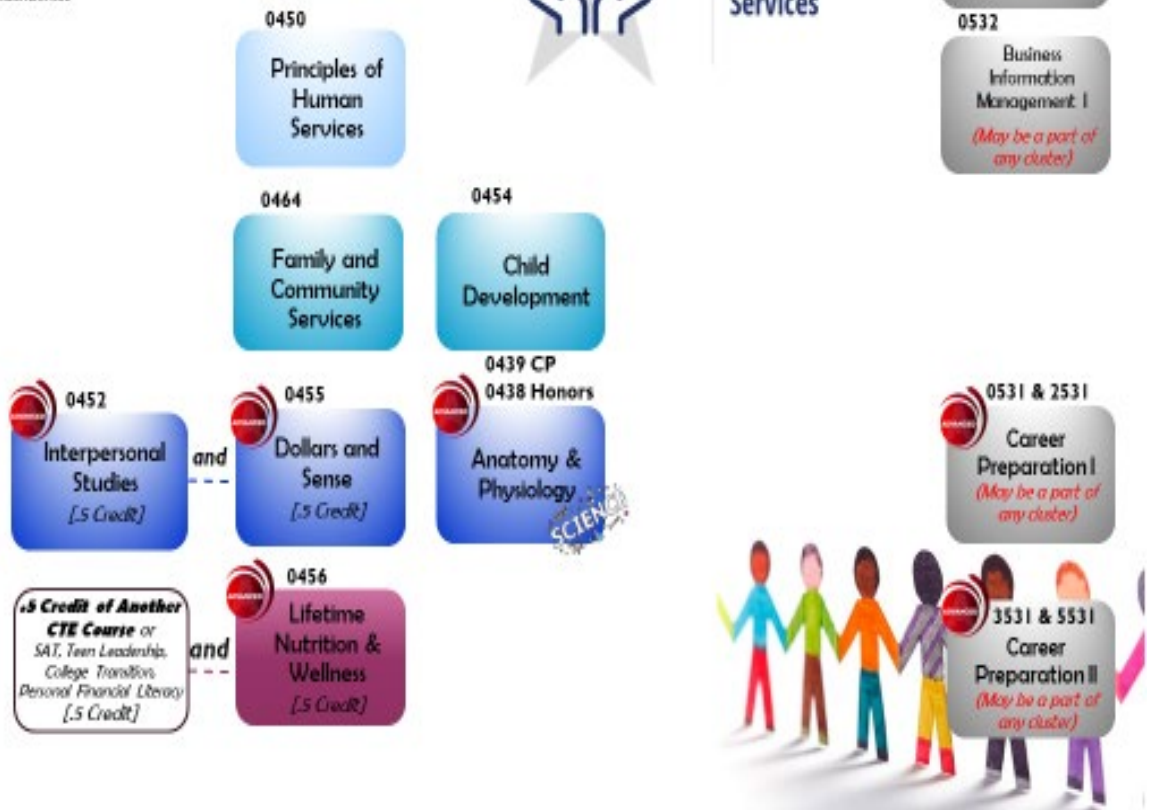 0450
Principles of
Human
Services
Services
0532
Business
Information
Management I
(May be a part of
any cluster)
0464
Family and
Community
Services
0454
Child
Development
0452
Interpersonal
Studies
[.5 Credit]
and
0455
Dollars and
Sense
[.5 Credit]
0439 CP
0438 Honors
Anatomy &
Physiology
SCIENCE
0531 & 2531
ADVANCED
Career
Preparation I
(May be a part of
any cluster)
.5 Credit of Another
CTE Course or
SAT, Teen Leadership,
College Transition,
Personal Financial Literacy
[.5 Credit]
and
0456
Lifetime
Nutrition &
Wellness
[.5 Credit]
3531 & 5531
Career
Preparation II
(May be a part of
any cluster)